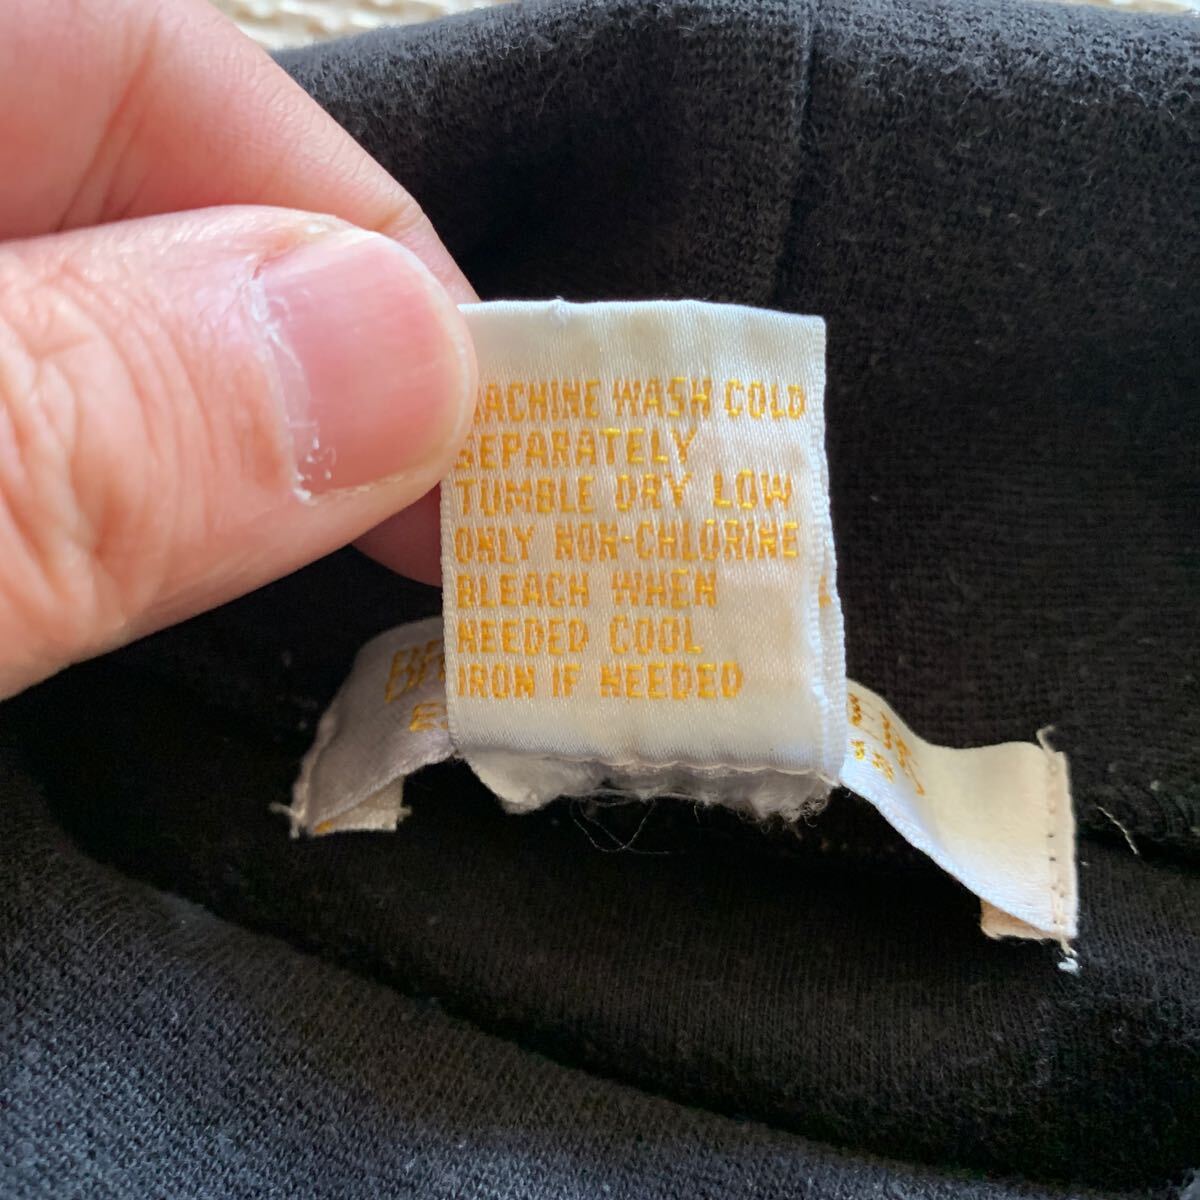 MACHINE WASH COLD
SEPARATELY
TUMBLE DRY LOW
ONLY NON-CHLORINE
BLEACH WHEN
NEEDED COOL
IRON IF NEEDED